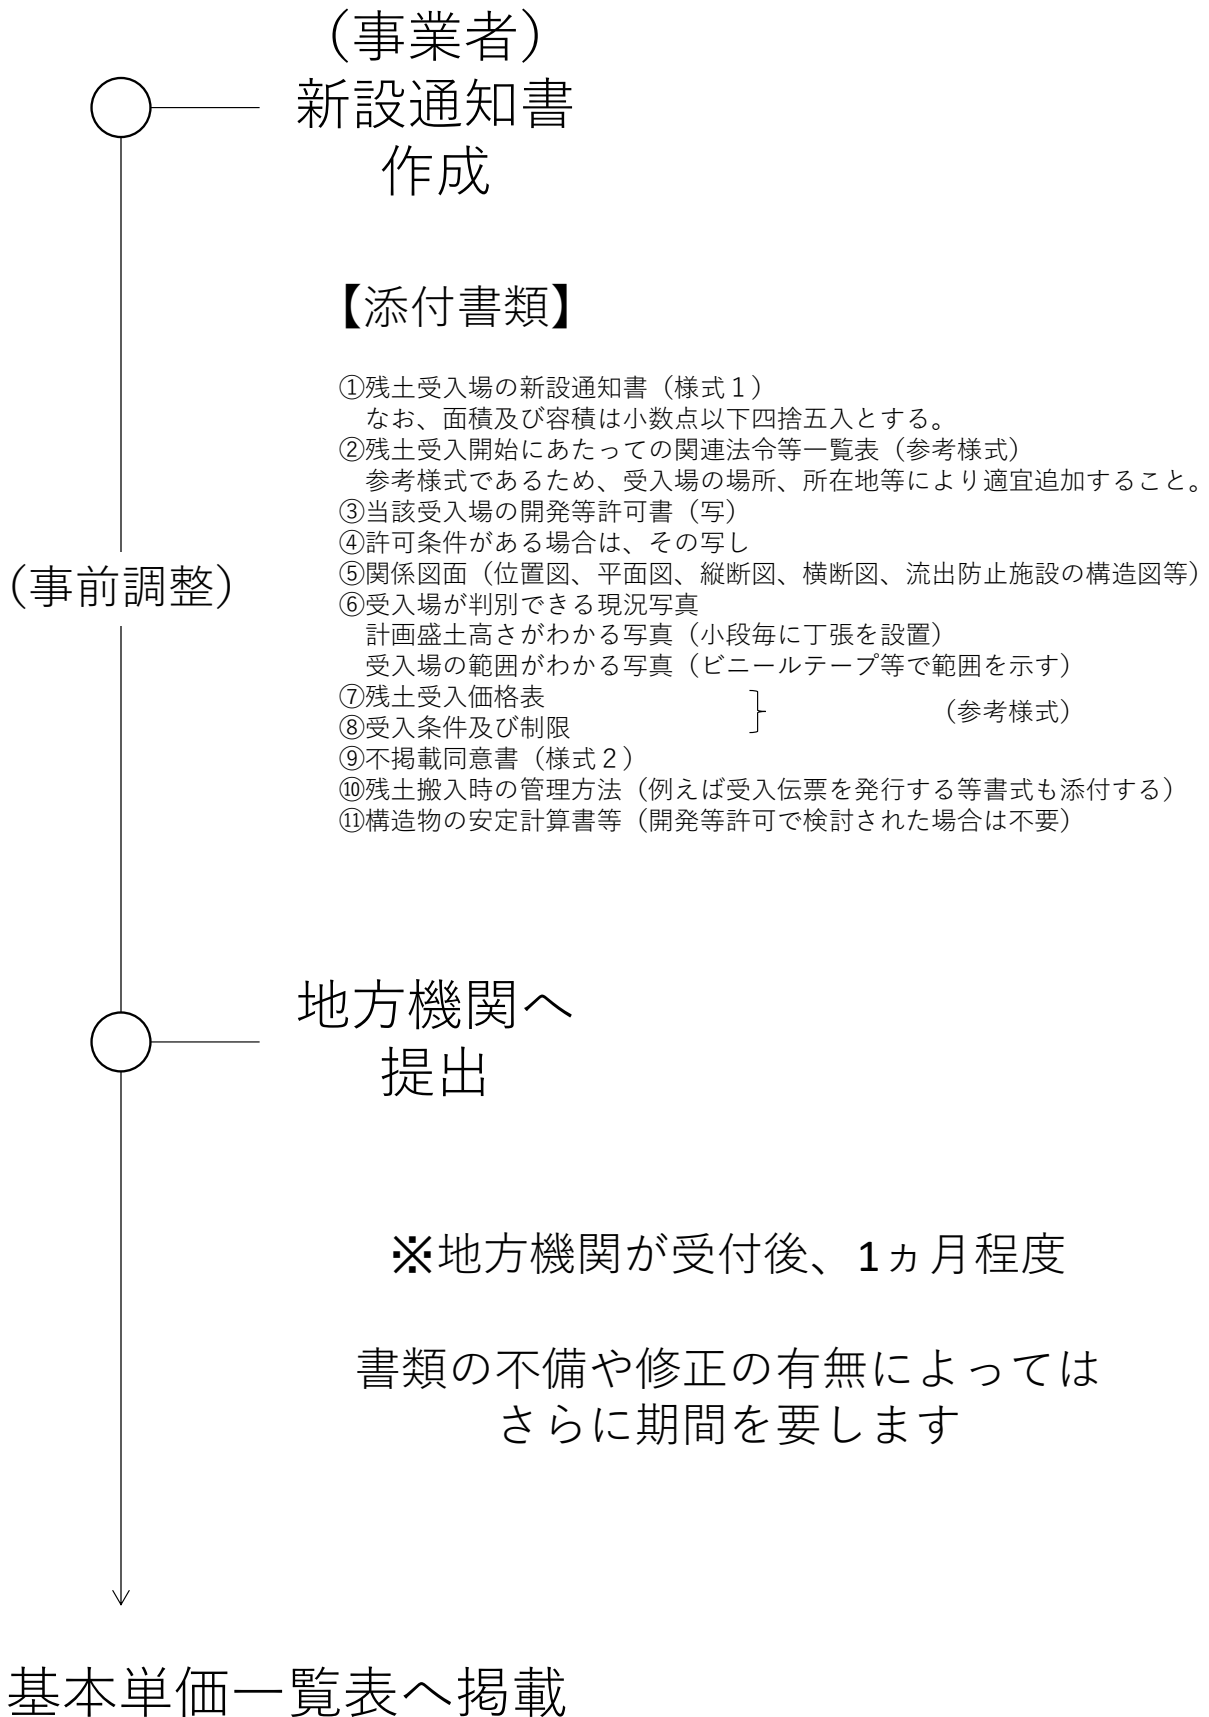 （事業者）
新設通知書
作成
【添付書類】
①残土受入場の新設通知書（様式１）
なお、面積及び容積は小数点以下四捨五入とする。
②残土受入開始にあたっての関連法令等一覧表（参考様式）
参考様式であるため、受入場の場所、所在地等により適宜追加すること。
③当該受入場の開発等許可書（写）
④許可条件がある場合は、その写し
（事前調整）
⑤関係図面（位置図、平面図、縦断図、横断図、流出防止施設の構造図等）
⑥受入場が判別できる現況写真
計画盛土高さがわかる写真（小段毎に丁張を設置）
受入場の範囲がわかる写真（ビニールテープ等で範囲を示す）
⑦残土受入価格表
⑧受入条件及び制限
（参考様式）
⑨不掲載同意書（様式２）
⑩残土搬入時の管理方法（例えば受入伝票を発行する等書式も添付する）
⑪構造物の安定計算書等（開発等許可で検討された場合は不要）
地方機関へ
提出
※地方機関が受付後、1ヵ月程度
書類の不備や修正の有無によっては
さらに期間を要します
基本単価一覧表へ掲載